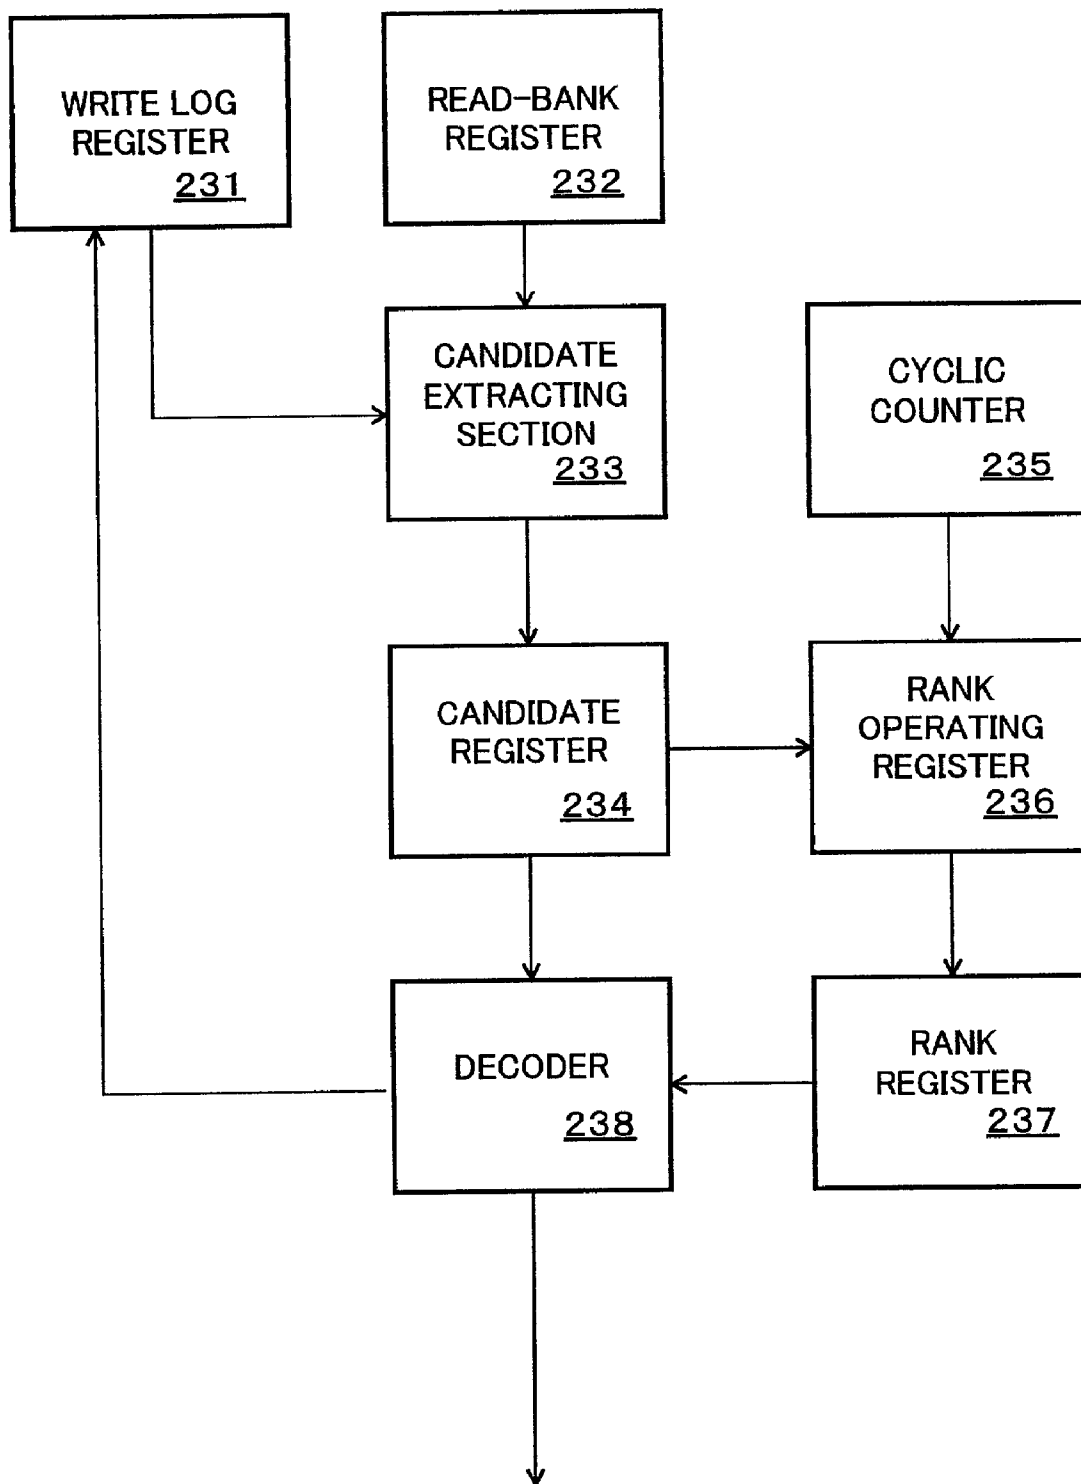 WRITE LOG
REGISTER
231
READ-BANK
REGISTER
232
CANDIDATE
EXTRACTING
SECTION
233
CYCLIC
COUNTER
235
CANDIDATE
REGISTER
234
RANK
OPERATING
REGISTER
236
DECODER
238
RANK
REGISTER
237